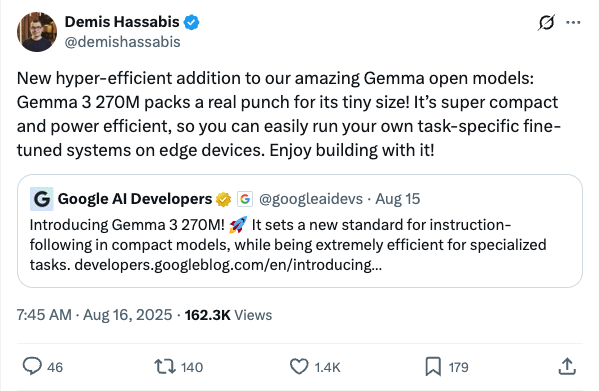 Demis Hassabis
@demishassabis
New hyper-efficient addition to our amazing Gemma open models:
Gemma 3 270M packs a real punch for its tiny size! It’s super compact
and power efficient, so you can easily run your own task-specific fine-
tuned systems on edge devices. Enjoy building with it!
G Google AI Developers G @googleaidevs · Aug 15
Introducing Gemma 3 270M! 🚀 It sets a new standard for instruction-
following in compact models, while being extremely efficient for specialized
tasks. developers.googleblog.com/en/introducing...
7:45 AM · Aug 16, 2025 · 162.3K Views
46 140 1.4K 179